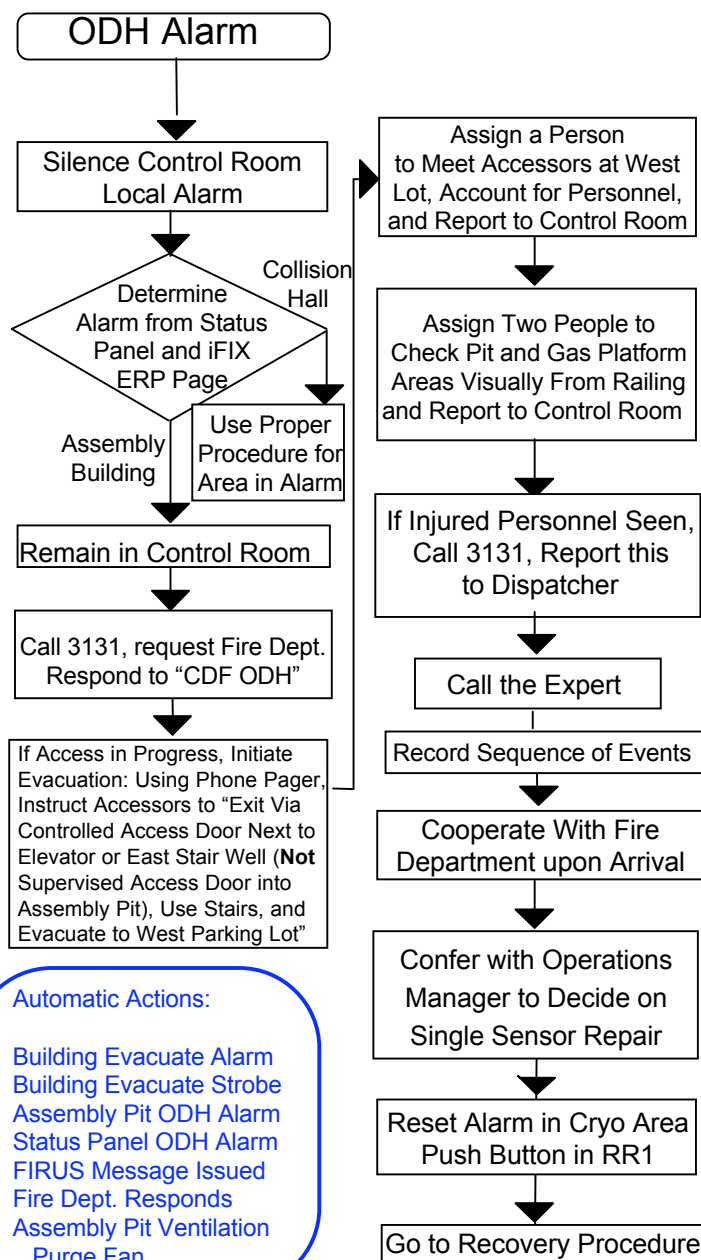 ODH Alarm
Silence Control Room
Local Alarm
Determine
Alarm from Status
Panel and iFIX
ERP Page
Collision
Hall
Use Proper
Procedure for
Area in Alarm
Assembly
Building
Remain in Control Room
Call 3131, request Fire Dept.
Respond to “CDF ODH”
If Access in Progress, Initiate
Evacuation: Using Phone Pager,
Instruct Accessors to “Exit Via
Controlled Access Door Next to
Elevator or East Stair Well (Not
Supervised Access Door into
Assembly Pit), Use Stairs, and
Evacuate to West Parking Lot”
Assign a Person
to Meet Accessors at West
Lot, Account for Personnel,
and Report to Control Room
Assign Two People to
Check Pit and Gas Platform
Areas Visually From Railing
and Report to Control Room
If Injured Personnel Seen,
Call 3131, Report this
to Dispatcher
Call the Expert
Record Sequence of Events
Cooperate With Fire
Department upon Arrival
Confer with Operations
Manager to Decide on
Single Sensor Repair
Reset Alarm in Cryo Area
Push Button in RR1
Go to Recovery Procedure
Automatic Actions:
Building Evacuate Alarm
Building Evacuate Strobe
Assembly Pit ODH Alarm
Status Panel ODH Alarm
FIRUS Message Issued
Fire Dept. Responds
Assembly Pit Ventilation
Purge Fan